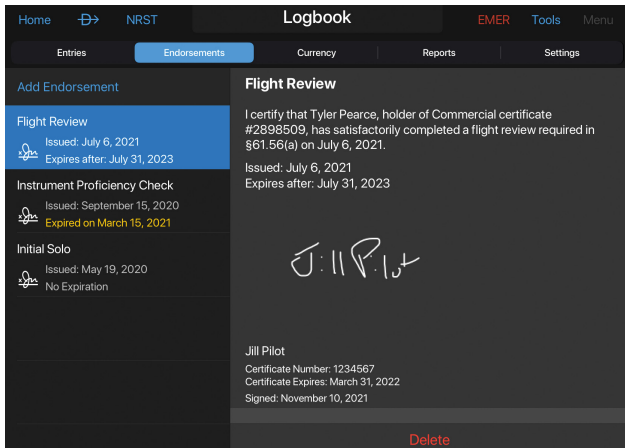 Home NRST Logbook EMER Tools Menu
Entries Endorsements Currency Reports Settings
Add Endorsement
Flight Review
Issued: July 6, 2021
Expires after: July 31, 2023
Instrument Proficiency Check
Issued: September 15, 2020
Expired on March 15, 2021
Initial Solo
Issued: May 19, 2020
No Expiration
Flight Review
I certify that Tyler Pearce, holder of Commercial certificate
#2898509, has satisfactorily completed a flight review required in
§61.56(a) on July 6, 2021.
Issued: July 6, 2021
Expires after: July 31, 2023
Jill Pilot
Jill Pilot
Certificate Number: 1234567
Certificate Expires: March 31, 2022
Signed: November 10, 2021
Delete